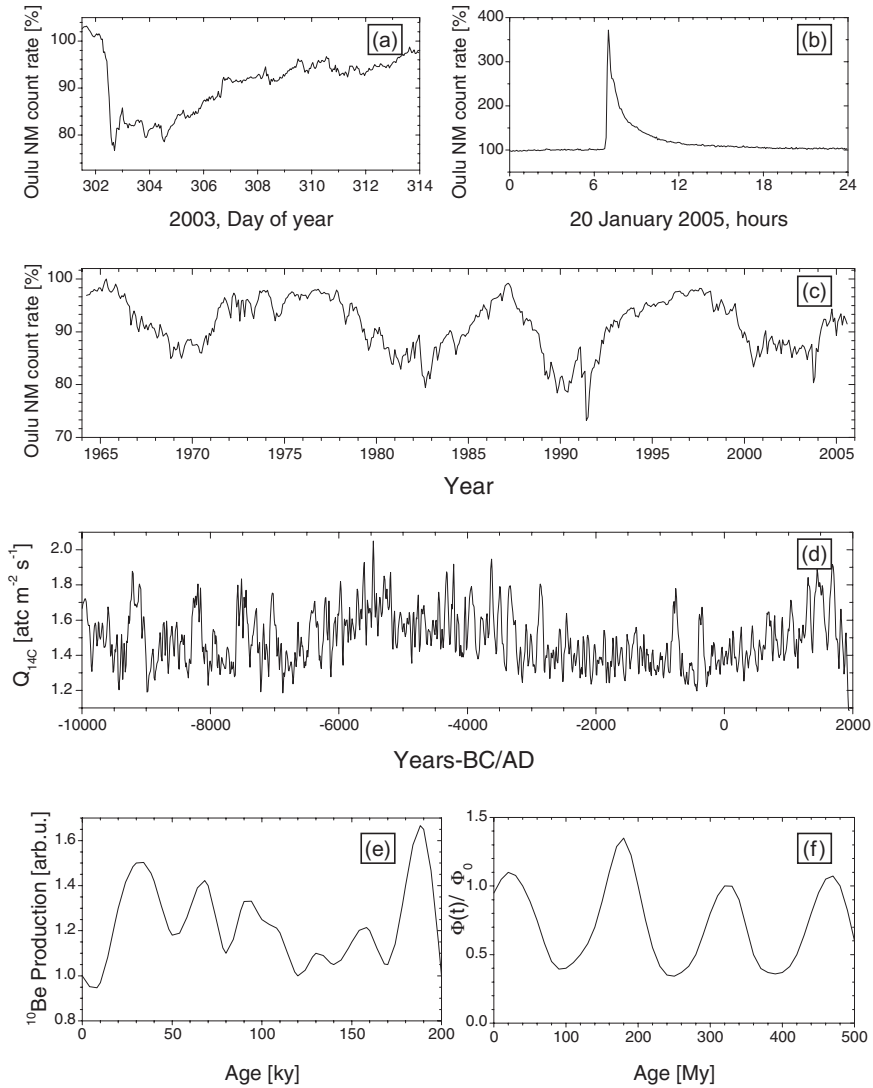 (a)
Oulu NM count rate [%]
100
90
80
302 304 306 308 310 312 314
2003, Day of year
(b)
Oulu NM count rate [%]
400
300
200
100
0 6 12 18 24
20 January 2005, hours
(c)
Oulu NM count rate [%]
100
90
80
70
1965 1970 1975 1980 1985 1990 1995 2000 2005
Year
(d)
Q14C [atc m-2 s-1]
2.0
1.8
1.6
1.4
1.2
-10000 -8000 -6000 -4000 -2000 0 2000
Years-BC/AD
(e)
10Be Production [arb.u.]
1.6
1.4
1.2
1.0
0.8
0 50 100 150 200
Age [ky]
(f)
Φ(t)/ Φ0
1.5
1.0
0.5
0.0
0 100 200 300 400 500
Age [My]